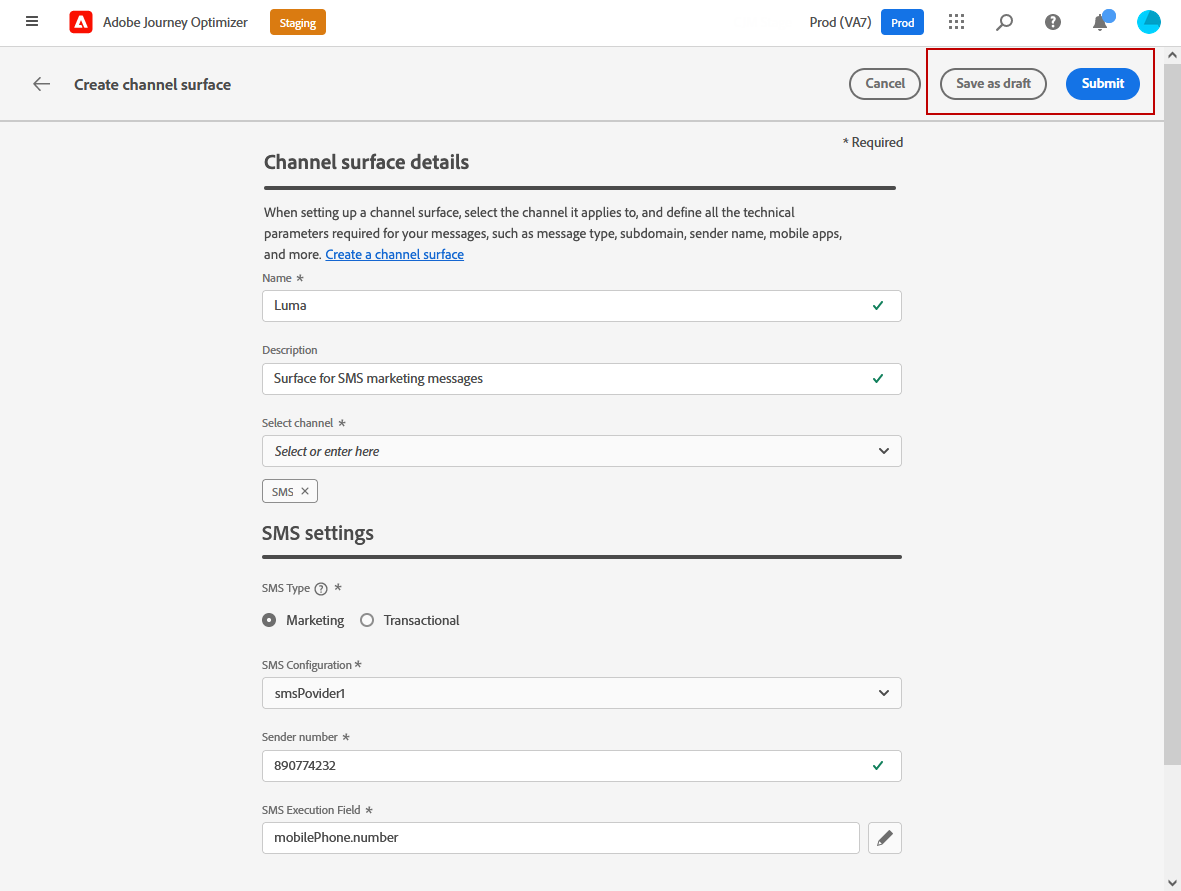 Adobe Journey Optimizer Staging Prod (VA7) Prod
Create channel surface Cancel Save as draft Submit
* Required
Channel surface details
When setting up a channel surface, select the channel it applies to, and define all the technical
parameters required for your messages, such as message type, subdomain, sender name, mobile apps,
and more. Create a channel surface
Name *
Luma
Description
Surface for SMS marketing messages
Select channel *
Select or enter here
SMS
SMS settings
SMS Type ? *
Marketing Transactional
SMS Configuration *
smsPovider1
Sender number *
890774232
SMS Execution Field *
mobilePhone.number